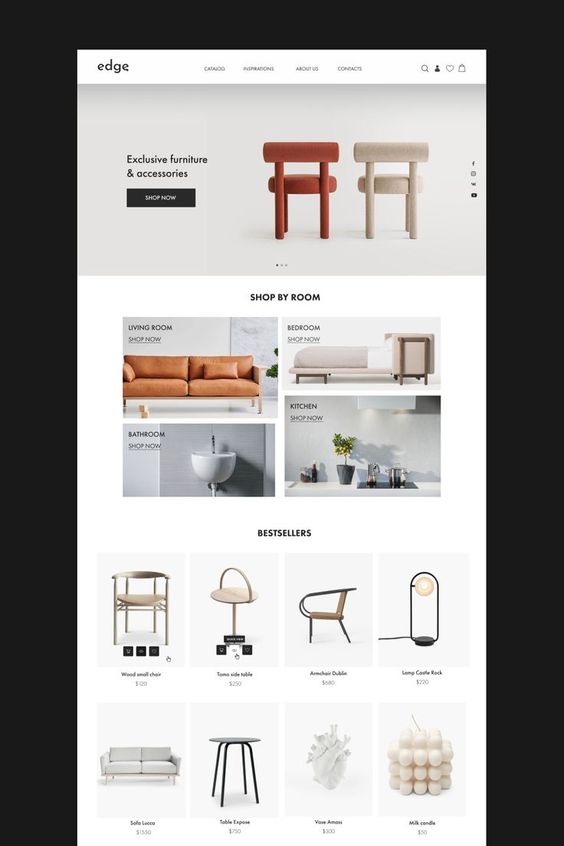 edge
CATALOG INSPIRATIONS ABOUT US CONTACTS
Exclusive furniture
& accessories
SHOP NOW
SHOP BY ROOM
LIVING ROOM
SHOP NOW
BEDROOM
SHOP NOW
BATHROOM
SHOP NOW
KITCHEN
SHOP NOW
BESTSELLERS
QUICK VIEW
Wood small chair
$120
Tomo side table
$250
Armchair Dublin
$680
Lamp Castle Rock
$220
Sofa Lucca
$1550
Table Expose
$750
Vase Amass
$300
Milk candle
$50